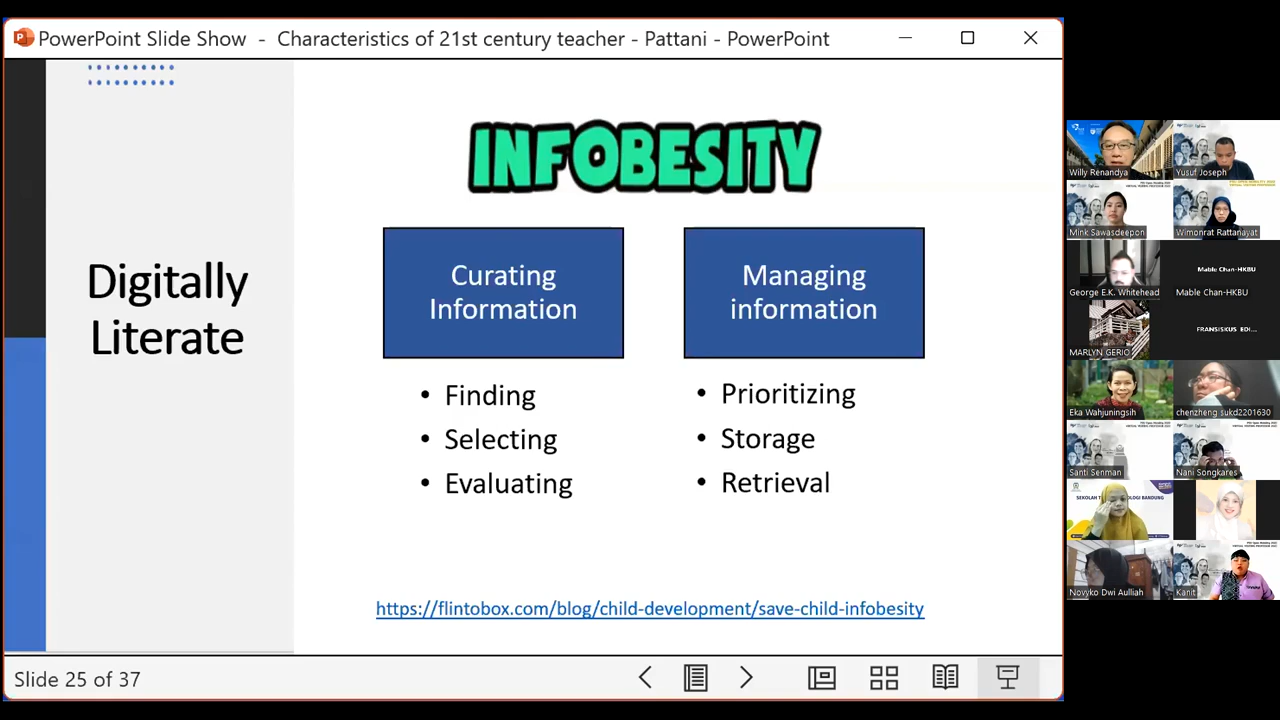 PowerPoint Slide Show - Characteristics of 21st century teacher - Pattani - PowerPoint
Digitally
Literate
INFOBESITY
Curating
Information
• Finding
• Selecting
• Evaluating
Managing
information
• Prioritizing
• Storage
• Retrieval
https://flintobox.com/blog/child-development/save-child-infobesity
Slide 25 of 37
Willy Renandya
Yusuf Joseph
Mink Sawasdeepon
Wimonrat Rattanayat
George E.K. Whitehead
Mable Chan-HKBU
Mable Chan-HKBU
MARLYN GERIO
FRANSISKUS EDI...
Eka Wahjuningsih
chenzheng sukd2201630
Santi Senman
Nani Songkares
Novyko Dwi Aulliah
Kanit